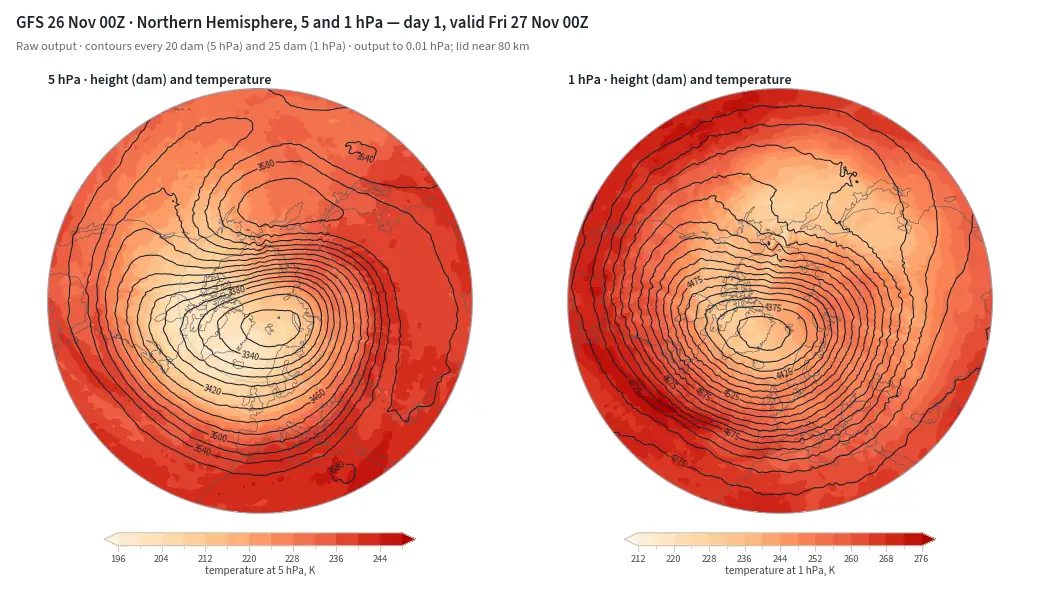 GFS 26 Nov 00Z · Northern Hemisphere, 5 and 1 hPa — day 1, valid Fri 27 Nov 00Z
Raw output · contours every 20 dam (5 hPa) and 25 dam (1 hPa) · output to 0.01 hPa; lid near 80 km
5 hPa · height (dam) and temperature
1 hPa · height (dam) and temperature
3540
3580
3380
3340
3420
3460
3500
3540
4475
4375
4425
4525
4575
4675
4775
196 204 212 220 228 236 244
temperature at 5 hPa, K
212 220 228 236 244 252 260 268 276
temperature at 1 hPa, K